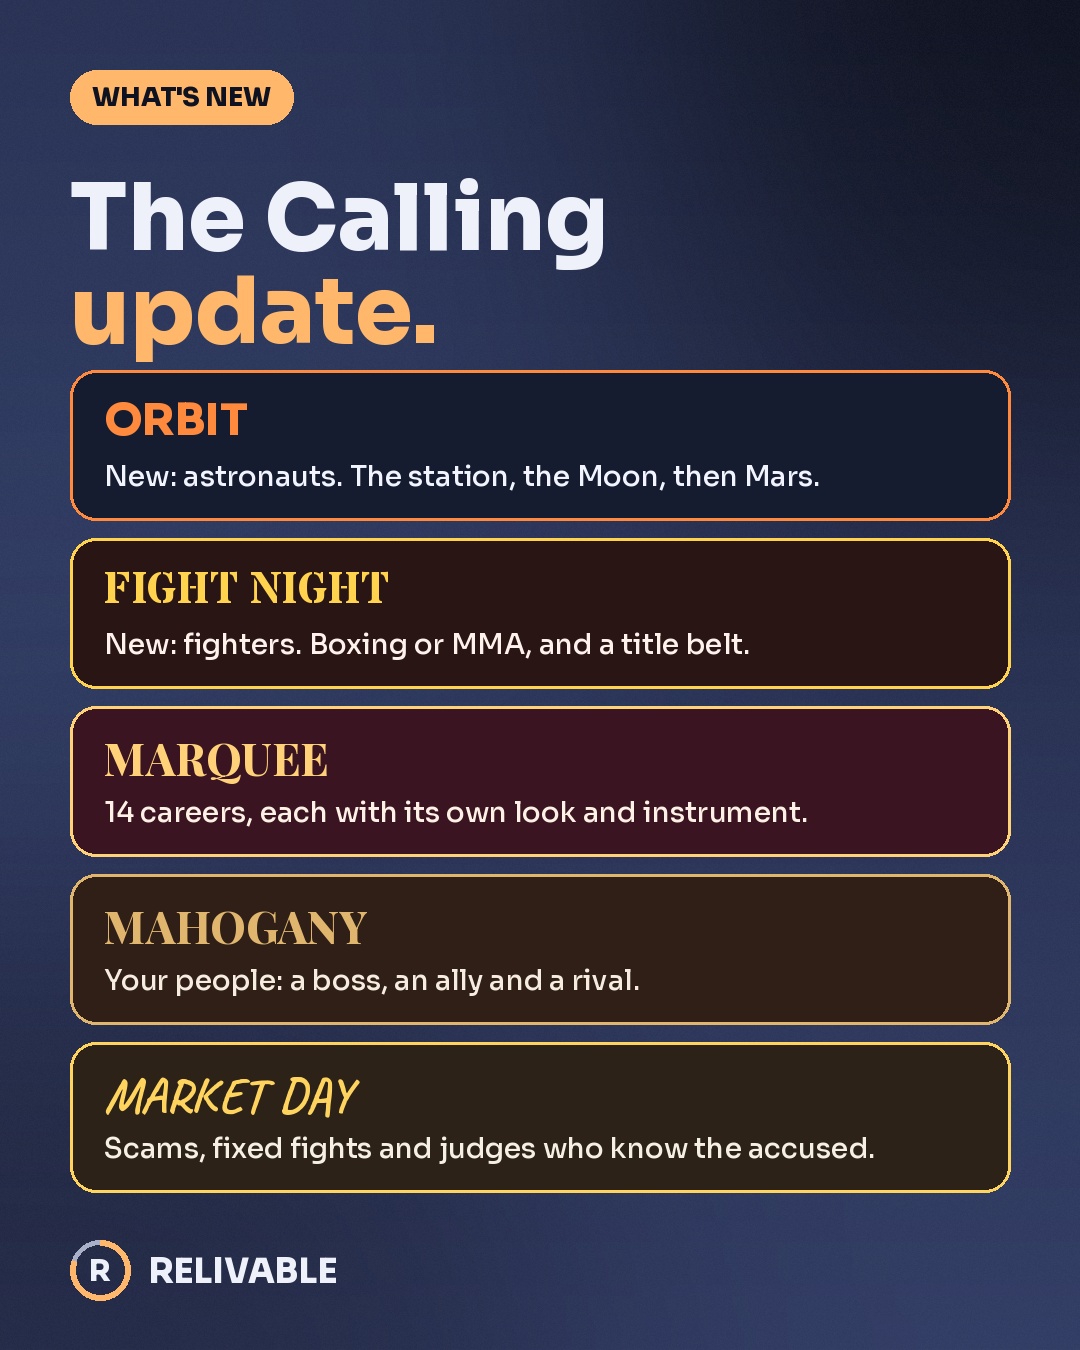 WHAT'S NEW
The Calling
update.
ORBIT
New: astronauts. The station, the Moon, then Mars.
FIGHT NIGHT
New: fighters. Boxing or MMA, and a title belt.
MARQUEE
14 careers, each with its own look and instrument.
MAHOGANY
Your people: a boss, an ally and a rival.
MARKET DAY
Scams, fixed fights and judges who know the accused.
R RELIVABLE